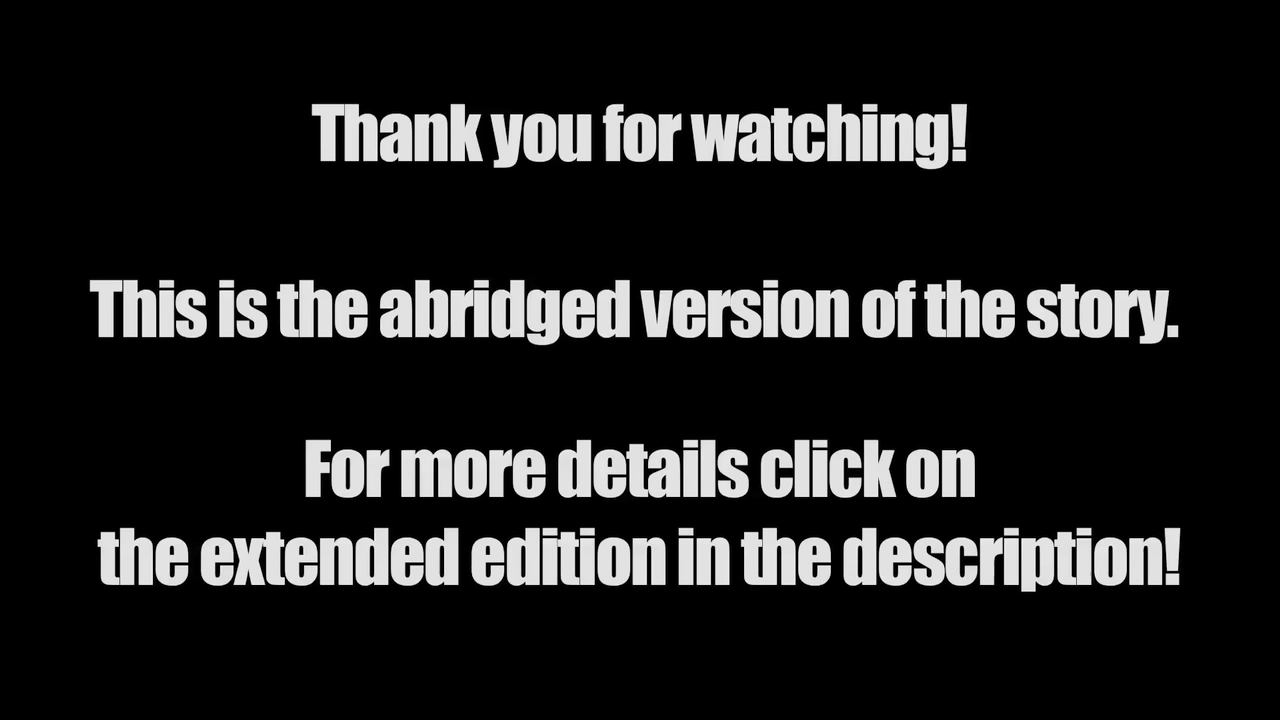 Thank you for watching!
This is the abridged version of the story.
For more details click on
the extended edition in the description!